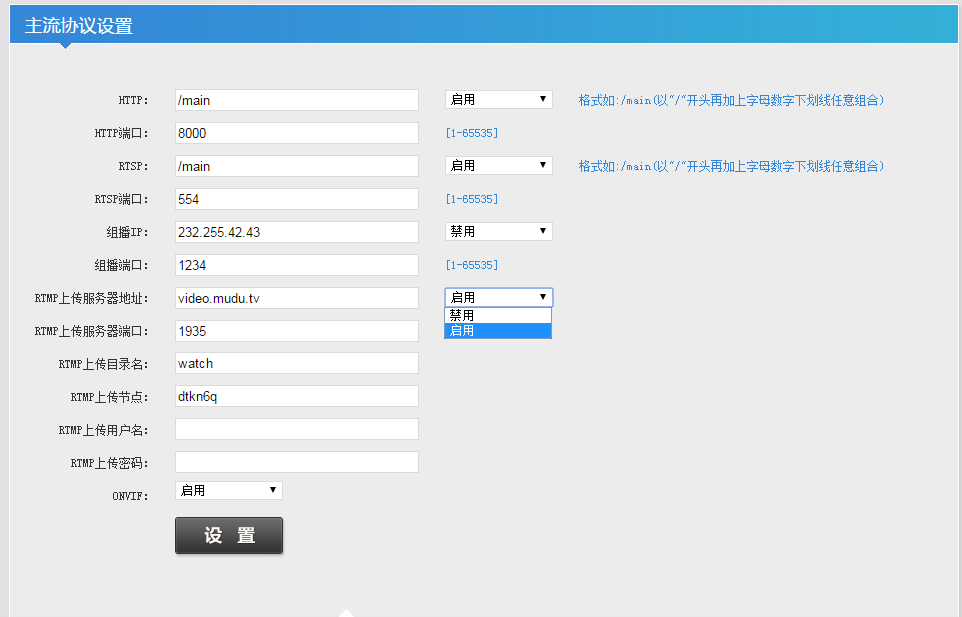 主流协议设置
HTTP: /main 启用 格式如:/main(以"/"开头再加上字母数字下划线任意组合)
HTTP端口: 8000 [1-65535]
RTSP: /main 启用 格式如:/main(以"/"开头再加上字母数字下划线任意组合)
RTSP端口: 554 [1-65535]
组播IP: 232.255.42.43 禁用
组播端口: 1234 [1-65535]
RTMP上传服务器地址: video.mudu.tv 启用
禁用
RTMP上传服务器端口: 1935 启用
RTMP上传目录名: watch
RTMP上传节点: dtkn6q
RTMP上传用户名:
RTMP上传密码:
ONVIF: 启用
设 置